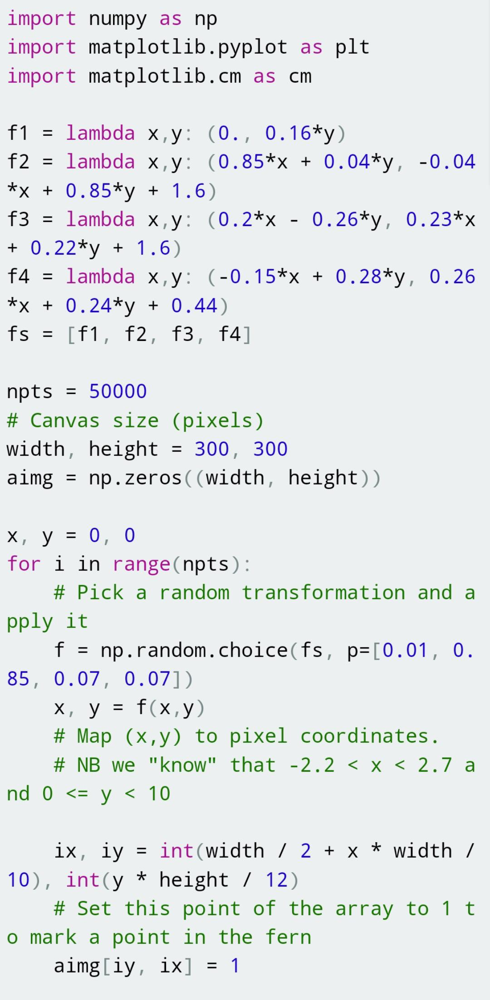 import numpy as np
import matplotlib.pyplot as plt
import matplotlib.cm as cm

f1 = lambda x,y: (0., 0.16*y)
f2 = lambda x,y: (0.85*x + 0.04*y, -0.04
*x + 0.85*y + 1.6)
f3 = lambda x,y: (0.2*x - 0.26*y, 0.23*x
+ 0.22*y + 1.6)
f4 = lambda x,y: (-0.15*x + 0.28*y, 0.26
*x + 0.24*y + 0.44)
fs = [f1, f2, f3, f4]

npts = 50000
# Canvas size (pixels)
width, height = 300, 300
aimg = np.zeros((width, height))

x, y = 0, 0
for i in range(npts):
    # Pick a random transformation and a
pply it
    f = np.random.choice(fs, p=[0.01, 0.
85, 0.07, 0.07])
    x, y = f(x,y)
    # Map (x,y) to pixel coordinates.
    # NB we "know" that -2.2 < x < 2.7 a
nd 0 <= y < 10

    ix, iy = int(width / 2 + x * width /
10), int(y * height / 12)
    # Set this point of the array to 1 t
o mark a point in the fern
    aimg[iy, ix] = 1